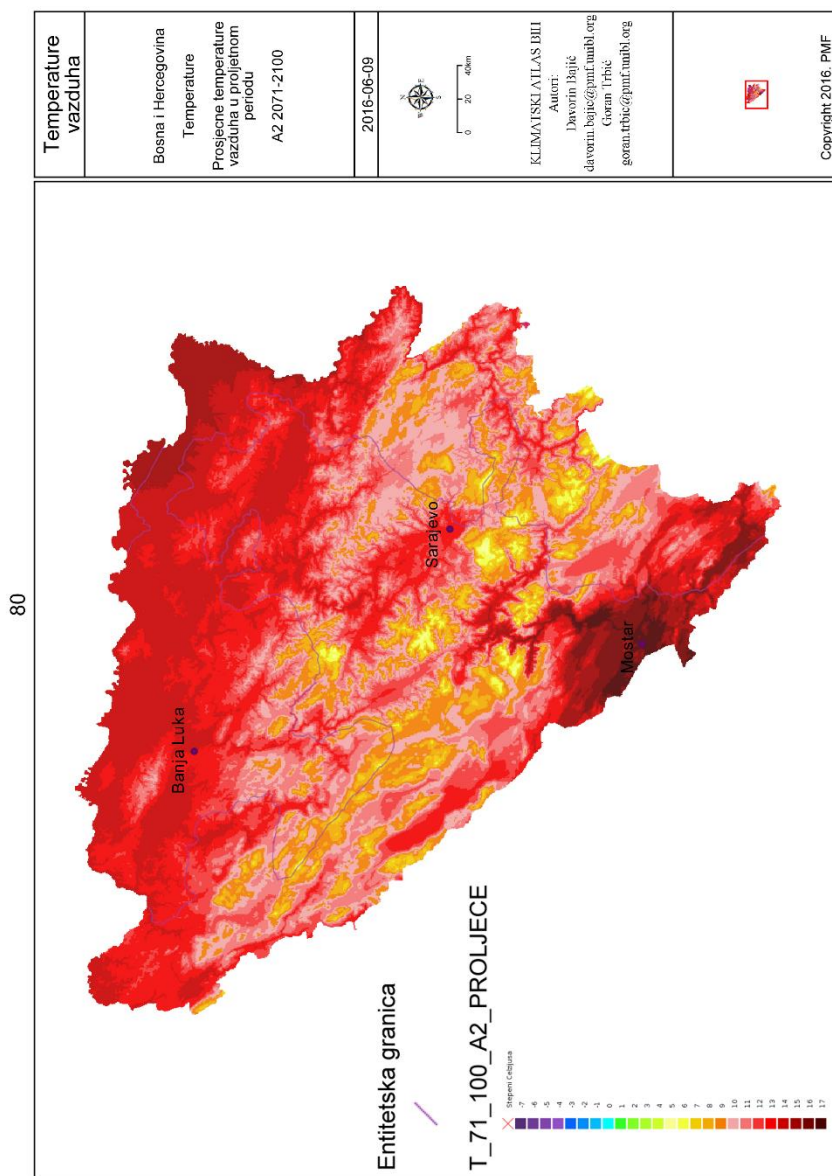 80
Temperature
vazduha
Bosna i Hercegovina
Temperature
Prosjecne temperature
vazduha u proljetnom
periodu
A2 2071-2100
2016-06-09
N
W
E
S
0
20
40km
KLIMATSKI ATLAS BIH
Autori:
Davorin Bajić
davorin.bajic@pmf.unibl.org
Goran Trbić
goran.trbic@pmf.unibl.org
Copyright 2016. PMF
Banja Luka
Sarajevo
Mostar
Entitetska granica
T_71_100_A2_PROLJECE
Stepeni Celzijusa
-7
-6
-5
-4
-3
-2
-1
0
1
2
3
4
5
6
7
8
9
10
11
12
13
14
15
16
17